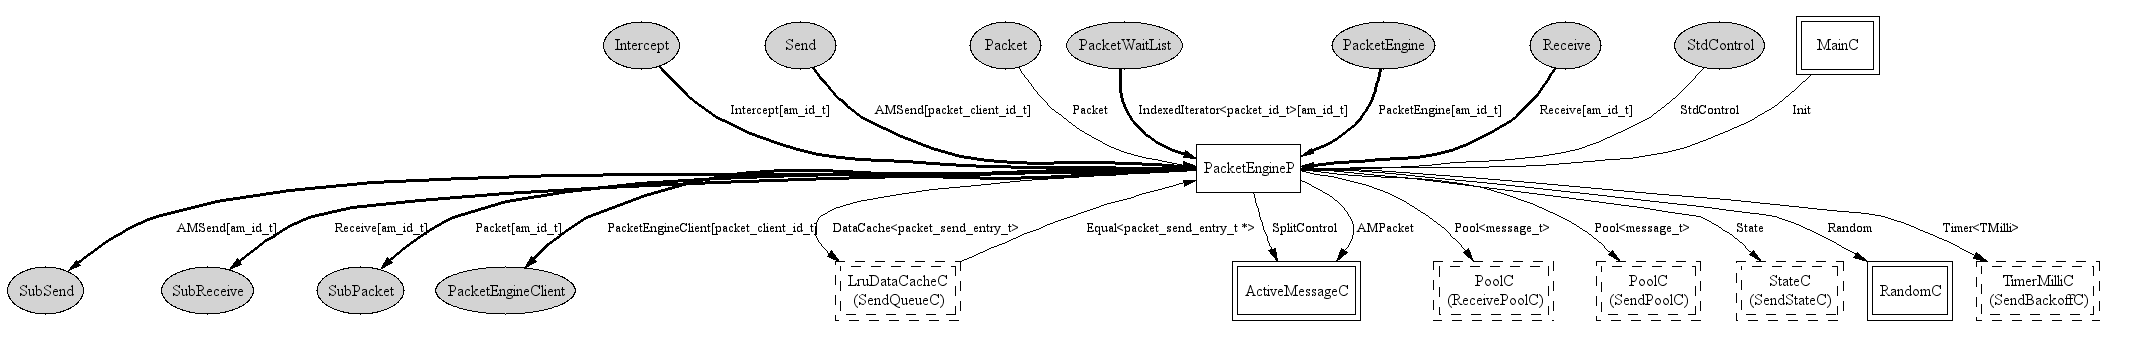 Intercept
Send
Packet
PacketWaitList
PacketEngine
Receive
StdControl
MainC
Intercept[am_id_t]
AMSend[packet_client_id_t]
Packet
IndexedIterator<packet_id_t>[am_id_t]
PacketEngine[am_id_t]
Receive[am_id_t]
StdControl
Init
PacketEngineP
AMSend[am_id_t]
Receive[am_id_t]
Packet[am_id_t]
PacketEngineClient[packet_client_id_t]
DataCache<packet_send_entry_t>
Equal<packet_send_entry_t *>
SplitControl
AMPacket
Pool<message_t>
Pool<message_t>
State
Random
Timer<TMilli>
SubSend
SubReceive
SubPacket
PacketEngineClient
LruDataCacheC
(SendQueueC)
ActiveMessageC
PoolC
(ReceivePoolC)
PoolC
(SendPoolC)
StateC
(SendStateC)
RandomC
TimerMilliC
(SendBackoffC)